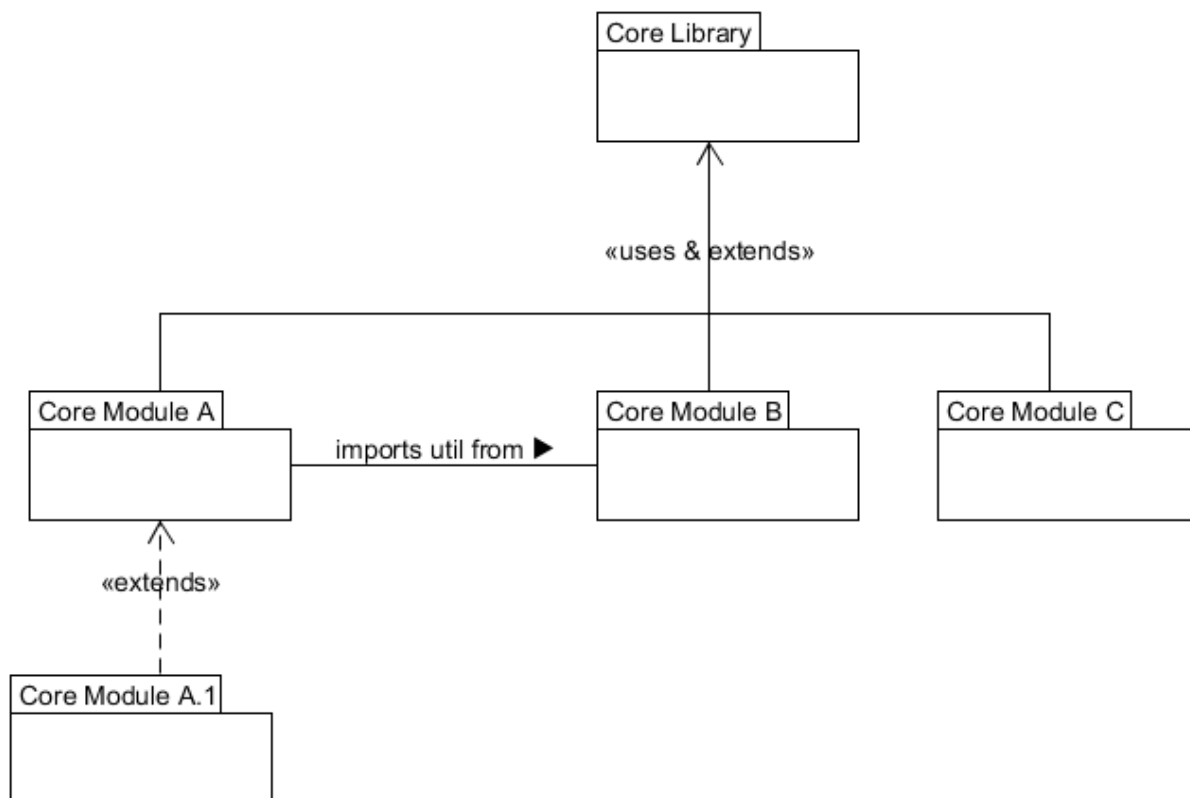 Core Library
«uses & extends»
Core Module A
Core Module B
Core Module C
imports util from ▶
«extends»
Core Module A.1